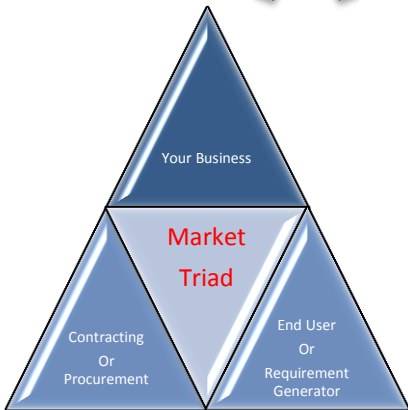 Your Business
Market
Triad
Contracting
Or
Procurement
End User
Or
Requirement
Generator